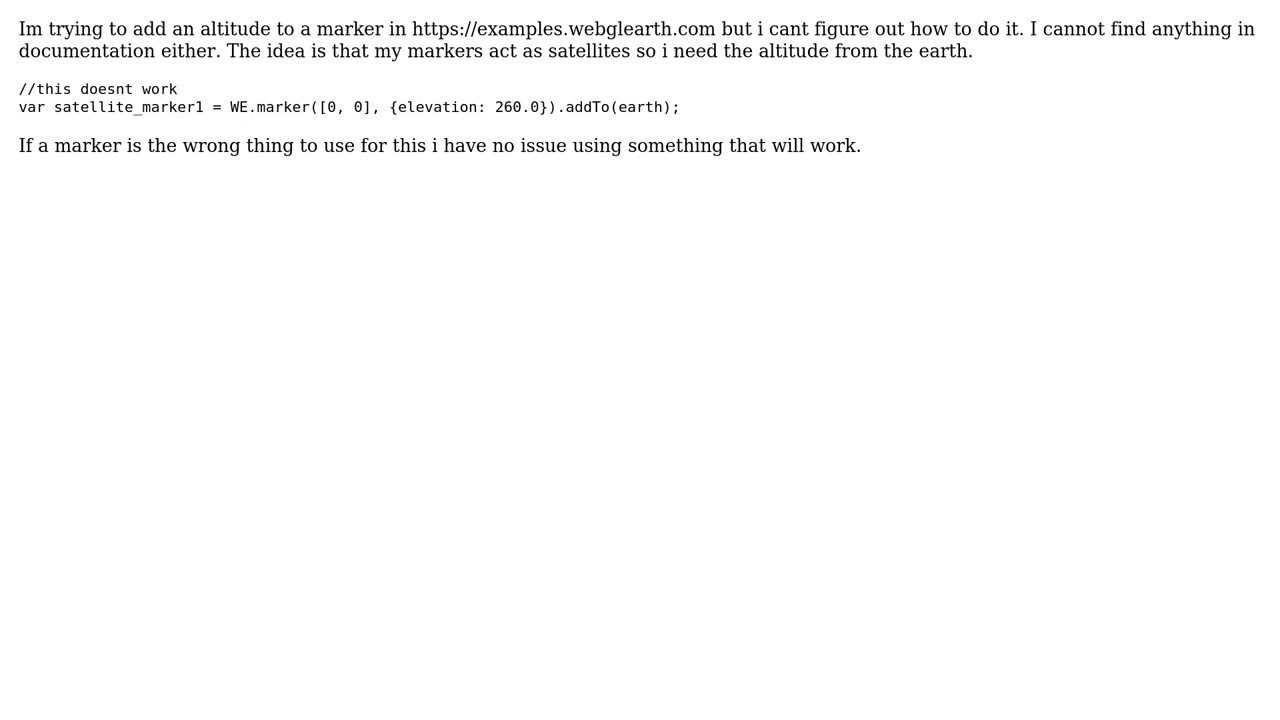 Im trying to add an altitude to a marker in https://examples.webglearth.com but i cant figure out how to do it. I cannot find anything in
documentation either. The idea is that my markers act as satellites so i need the altitude from the earth.
//this doesnt work
var satellite_marker1 = WE.marker([0, 0], {elevation: 260.0}).addTo(earth);
If a marker is the wrong thing to use for this i have no issue using something that will work.